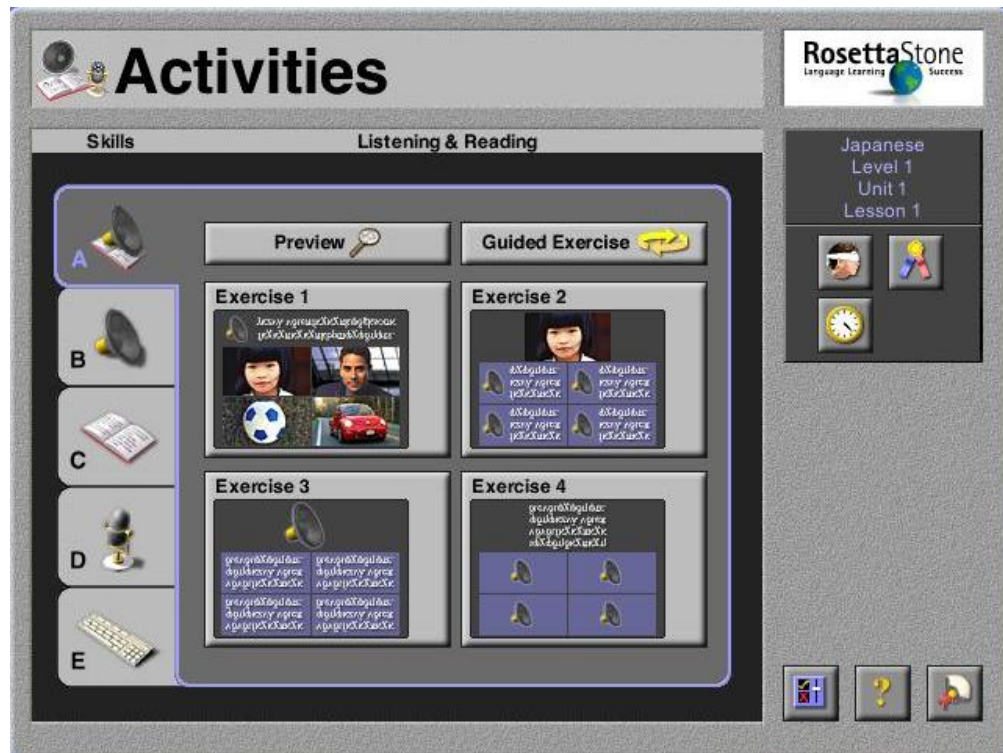 Activities
RosettaStone
Language Learning Success
Skills
Listening & Reading
Japanese
Level 1
Unit 1
Lesson 1
A
Preview
Guided Exercise
Exercise 1
Exercise 2
B
C
Exercise 3
Exercise 4
D
E